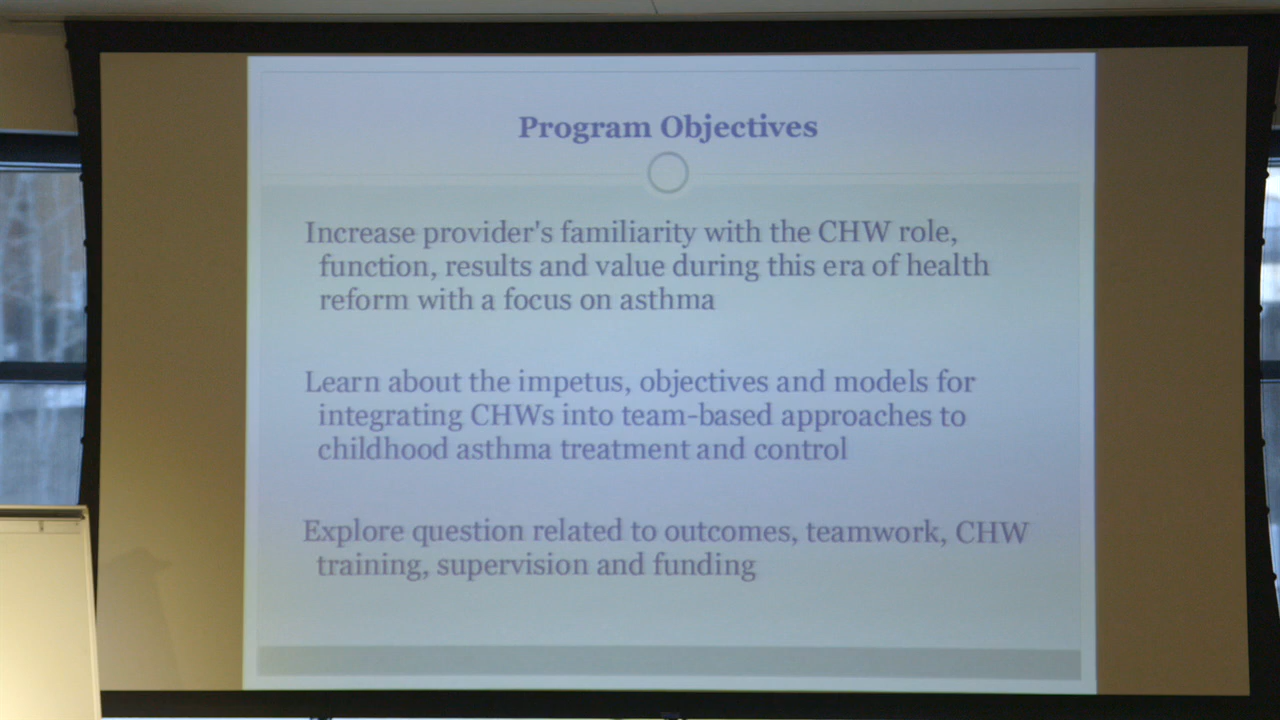 Program Objectives
Increase provider's familiarity with the CHW role,
function, results and value during this era of health
reform with a focus on asthma
Learn about the impetus, objectives and models for
integrating CHWs into team-based approaches to
childhood asthma treatment and control
Explore question related to outcomes, teamwork, CHW
training, supervision and funding